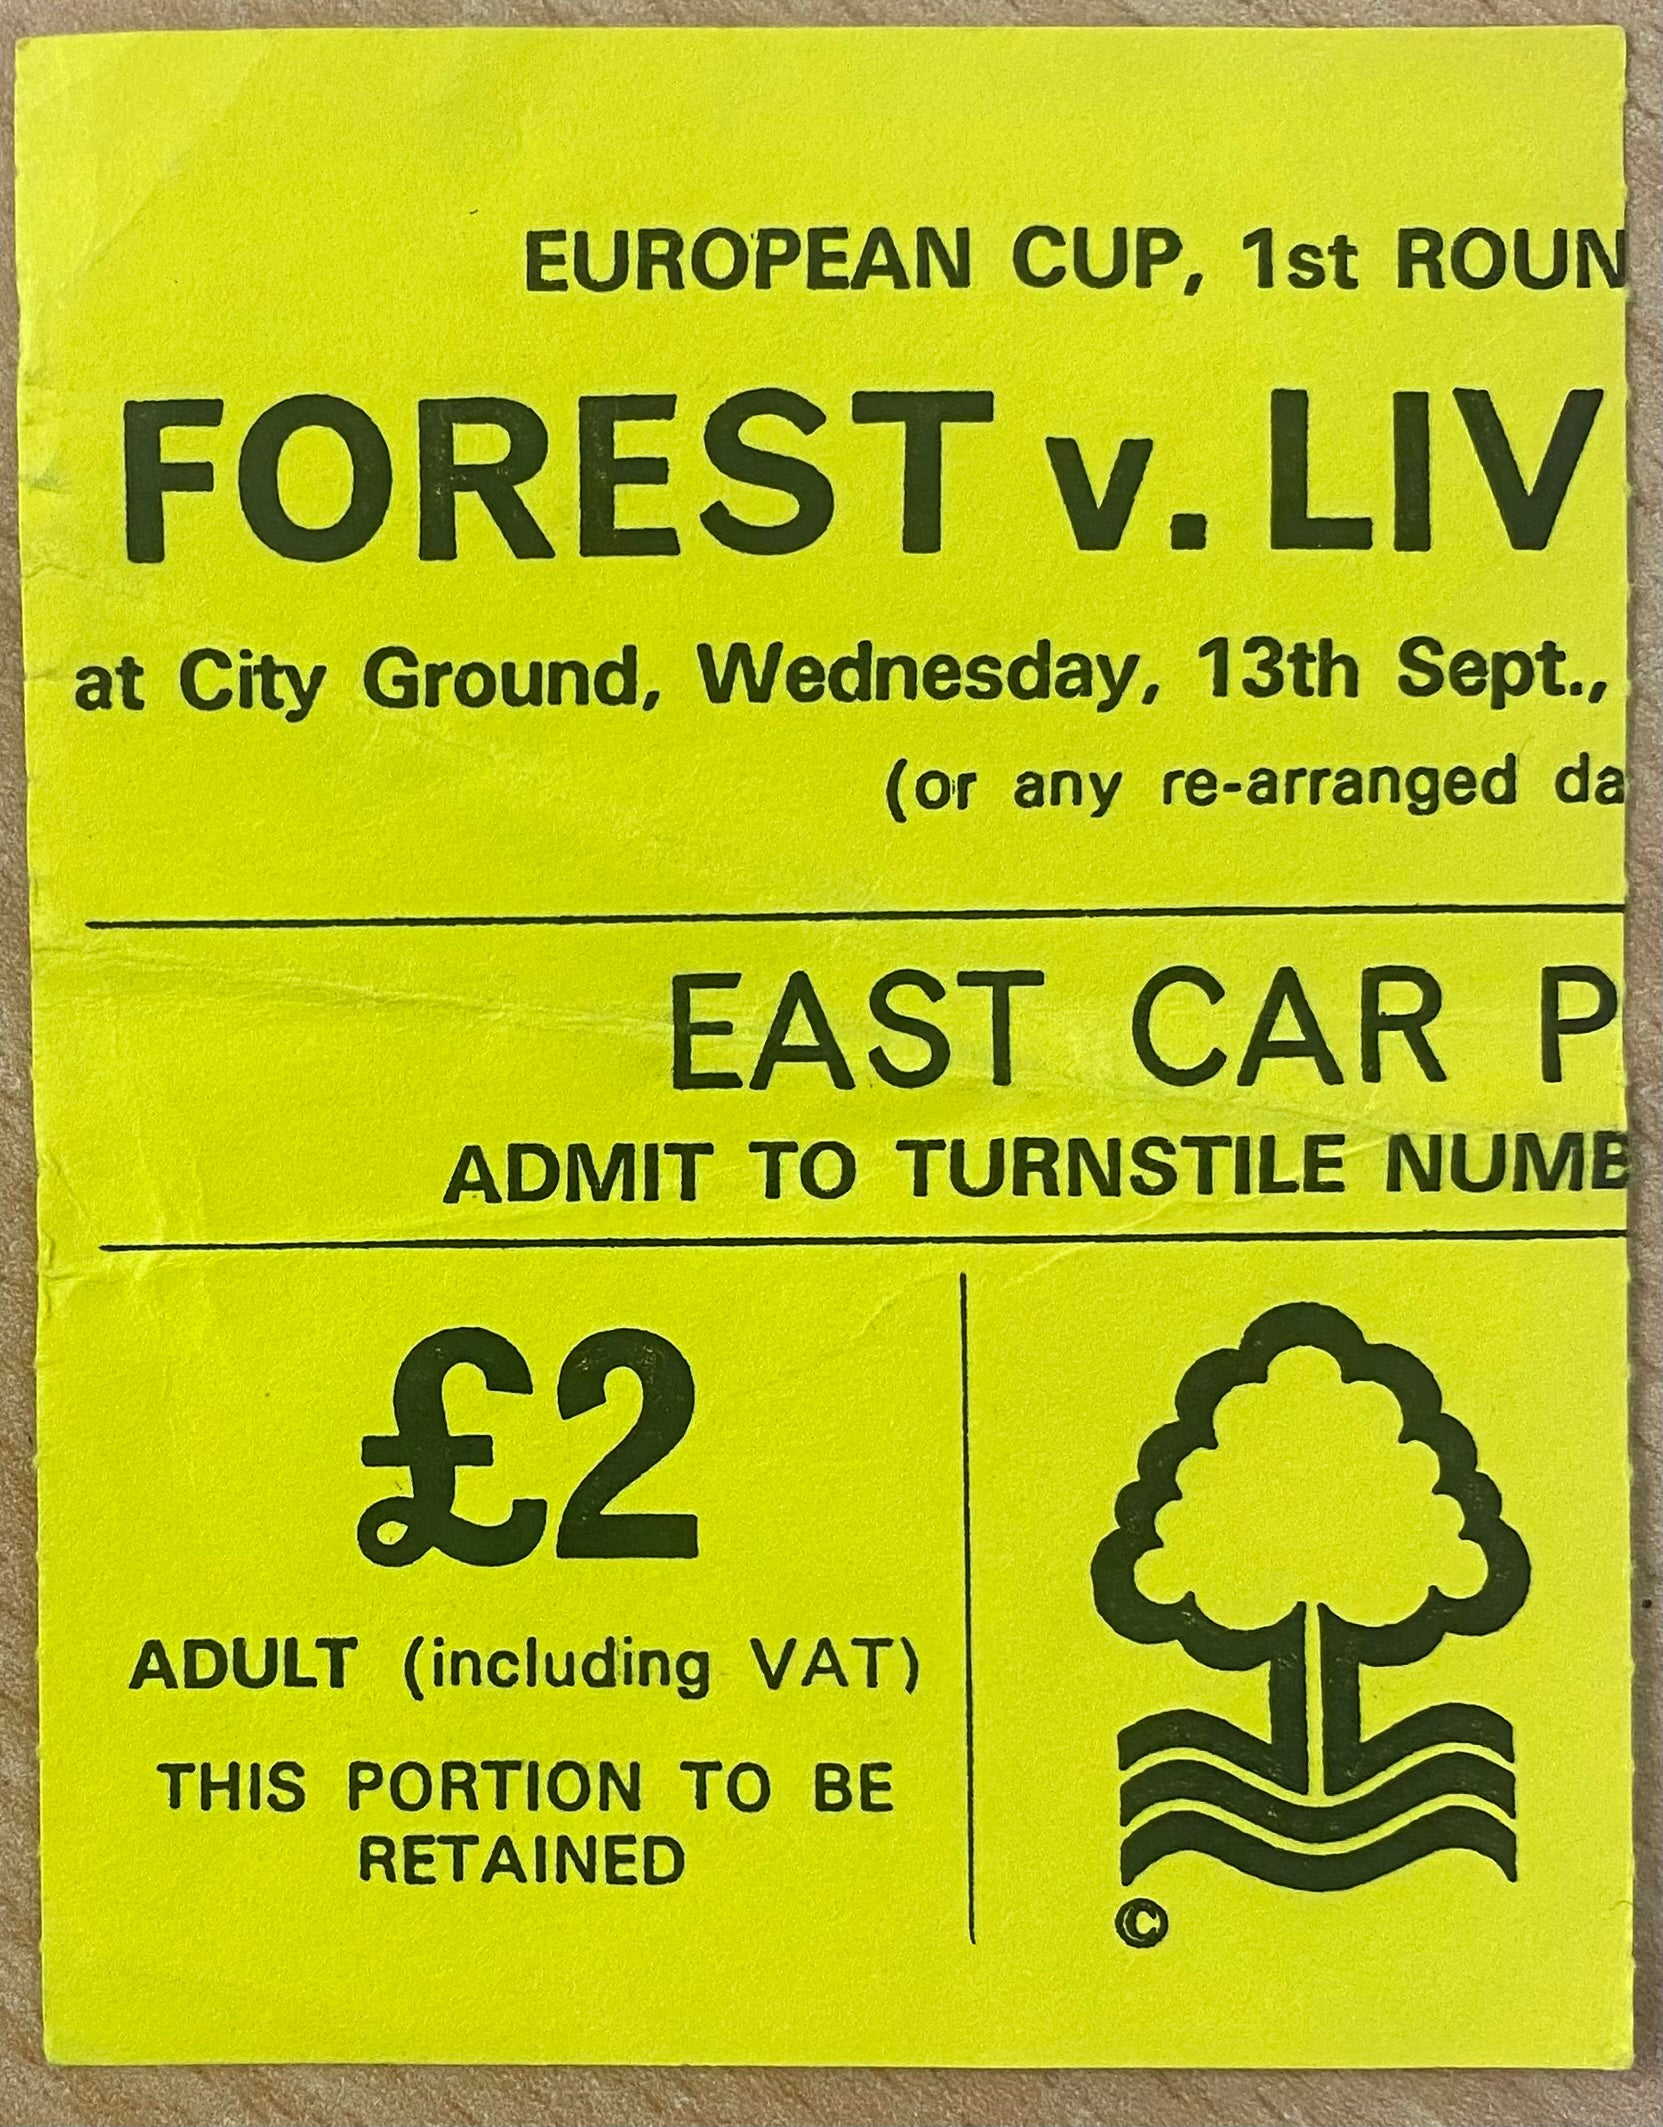 EUROPEAN CUP, 1st ROUN
FOREST v. LIV
at City Ground, Wednesday, 13th Sept.,
(or any re-arranged da
EAST CAR P
ADMIT TO TURNSTILE NUMB
£2
ADULT (including VAT)
THIS PORTION TO BE
RETAINED
©